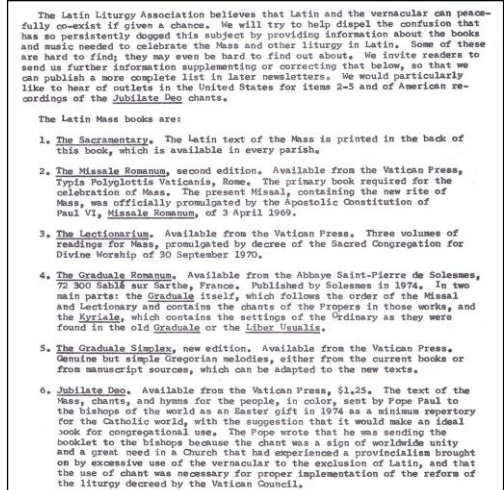 The Latin Liturgy Association believes that Latin and the vernacular can peace-
fully co-exist if given a chance. We will try to help dispel the confusion that
has so persistently dogged this subject by providing information about the books
and music needed to celebrate the Mass and other liturgy in Latin. Some of these
are hard to find; they may even be hard to find out about. We invite readers to
send us further information supplementing or correcting that below, so that we
can publish a more complete list in later newsletters. We would particularly
like to hear of outlets in the United States for items 2-5 and of American re-
cordings of the Jubilate Deo chants.
The Latin Mass books are:
1. The Sacramentary. The Latin text of the Mass is printed in the back of
this book, which is available in every parish.
2. The Missale Romanum, second edition. Available from the Vatican Press,
Typis Polyglottis Vaticanis, Rome. The primary book required for the
celebration of Mass. The present Missal, containing the new rite of
Mass, was officially promulgated by the Apostolic Constitution of
Paul VI, Missale Romanum, of 3 April 1969.
3. The Lectionarium. Available from the Vatican Press. Three volumes of
readings for Mass, promulgated by decree of the Sacred Congregation for
Divine Worship of 30 September 1970.
4. The Graduale Romanum. Available from the Abbaye Saint-Pierre de Solesmes,
72 300 Sablé sur Sarthe, France. Published by Solesmes in 1974. In two
main parts: the Graduale itself, which follows the order of the Missal
and Lectionary and contains the chants of the Propers in those works, and
the Kyriale, which contains the settings of the Ordinary as they were
found in the old Graduale or the Liber Usualis.
5. The Graduale Simplex, new edition. Available from the Vatican Press.
Genuine but simple Gregorian melodies, either from the current books or
from manuscript sources, which can be adapted to the new texts.
6. Jubilate Deo. Available from the Vatican Press, $1.25. The text of the
Mass, chants, and hymns for the people, in color, sent by Pope Paul to
the bishops of the world as an Easter gift in 1974 as a minimum repertory
for the Catholic world, with the suggestion that it would make an ideal
book for congregational use. The Pope wrote that he was sending the
booklet to the bishops because the chant was a sign of worldwide unity
and a great need in a Church that had experienced a provincialism brought
on by excessive use of the vernacular to the exclusion of Latin, and that
the use of chant was necessary for proper implementation of the reform of
the liturgy decreed by the Vatican Council.